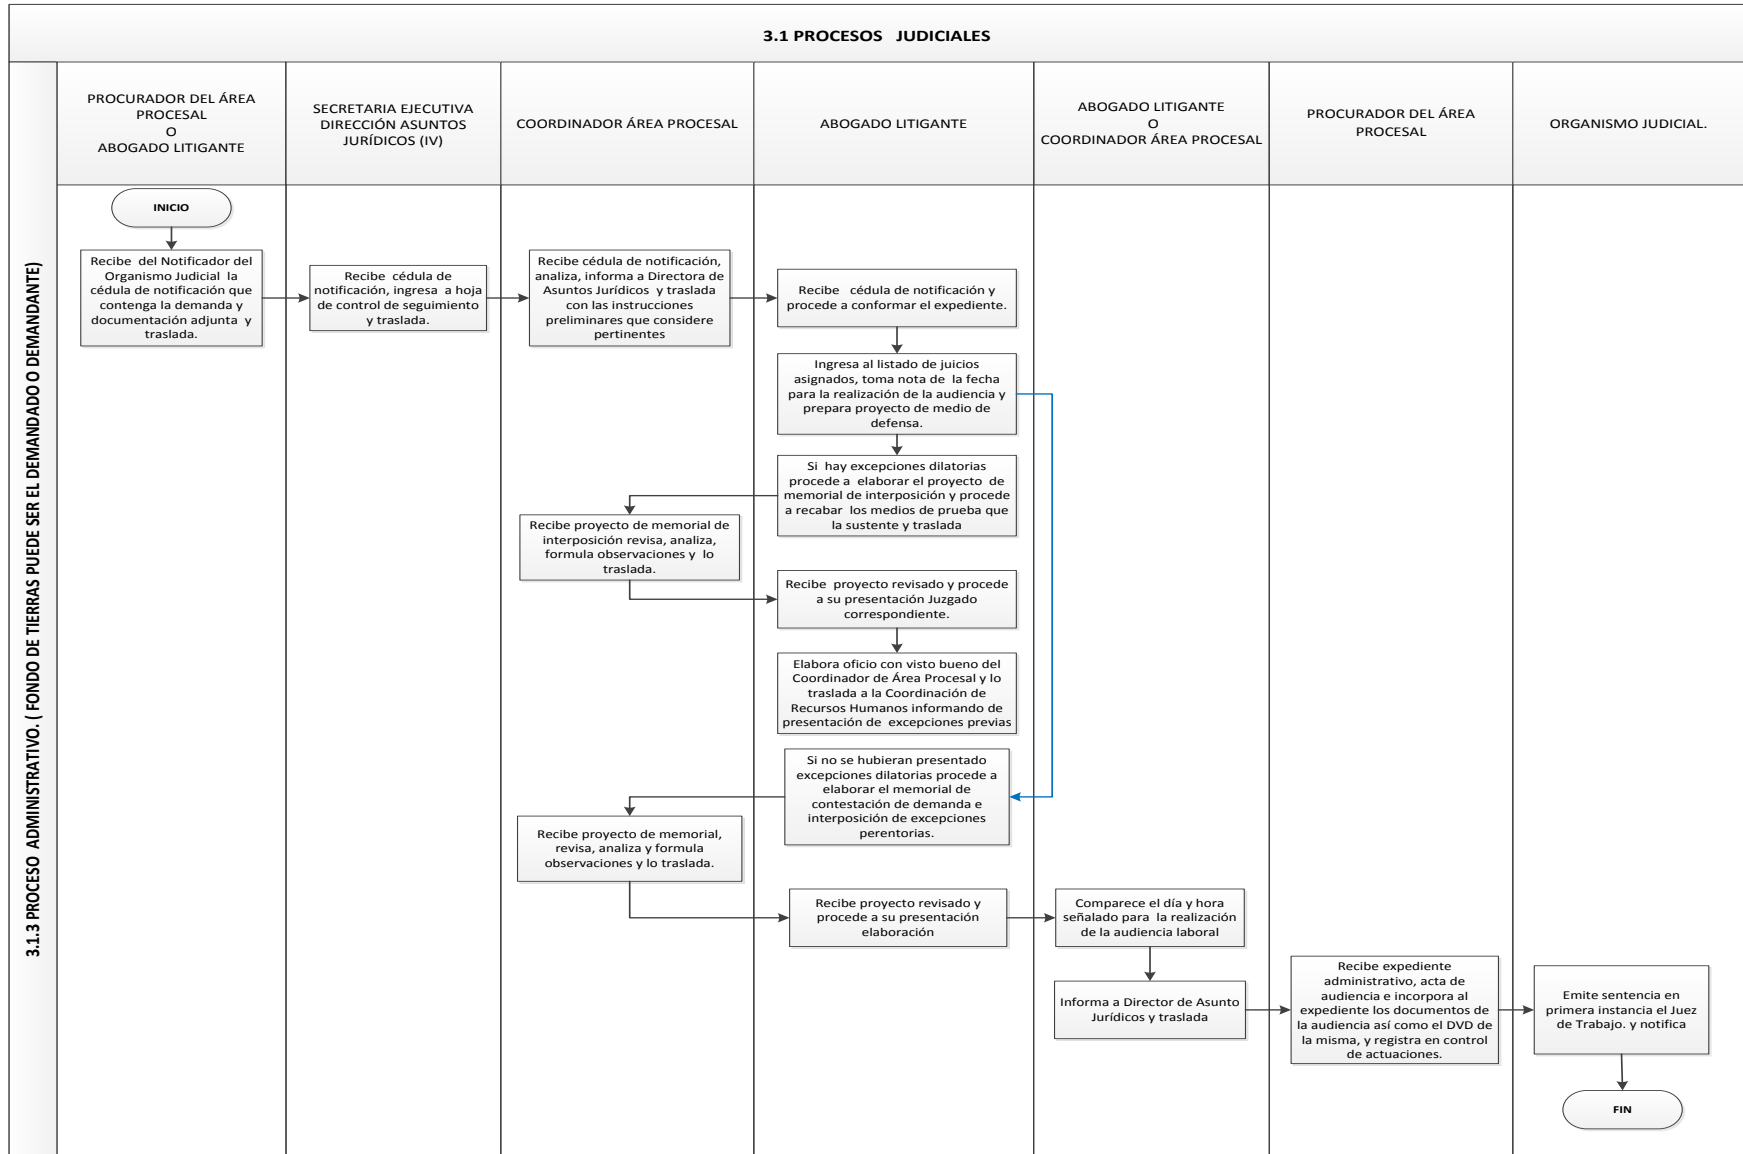 3.1 PROCESOS JUDICIALES
3.1.3 PROCESO ADMINISTRATIVO. ( FONDO DE TIERRAS PUEDE SER EL DEMANDADO O DEMANDANTE)
PROCURADOR DEL ÁREA
PROCESAL
O
ABOGADO LITIGANTE
SECRETARIA EJECUTIVA
DIRECCIÓN ASUNTOS
JURÍDICOS (IV)
COORDINADOR ÁREA PROCESAL
ABOGADO LITIGANTE
ABOGADO LITIGANTE
O
COORDINADOR ÁREA PROCESAL
PROCURADOR DEL ÁREA
PROCESAL
ORGANISMO JUDICIAL.
INICIO
Recibe del Notificador del
Organismo Judicial la
cédula de notificación que
contenga la demanda y
documentación adjunta y
traslada.
Recibe cédula de
notificación, ingresa a hoja
de control de seguimiento
y traslada.
Recibe cédula de notificación,
analiza, informa a Directora de
Asuntos Jurídicos y traslada
con las instrucciones
preliminares que considere
pertinentes
Recibe cédula de notificación y
procede a conformar el expediente.
Ingresa al listado de juicios
asignados, toma nota de la fecha
para la realización de la audiencia y
prepara proyecto de medio de
defensa.
Si hay excepciones dilatorias
procede a elaborar el proyecto de
memorial de interposición y procede
a recabar los medios de prueba que
la sustente y traslada
Recibe proyecto de memorial de
interposición revisa, analiza,
formula observaciones y lo
traslada.
Recibe proyecto revisado y procede
a su presentación Juzgado
correspondiente.
Elabora oficio con visto bueno del
Coordinador de Área Procesal y lo
traslada a la Coordinación de
Recursos Humanos informando de
presentación de excepciones previas
Si no se hubieran presentado
excepciones dilatorias procede a
elaborar el memorial de
contestación de demanda e
interposición de excepciones
perentorias.
Recibe proyecto de memorial,
revisa, analiza y formula
observaciones y lo traslada.
Recibe proyecto revisado y
procede a su presentación
elaboración
Comparece el día y hora
señalado para la realización
de la audiencia laboral
Informa a Director de Asunto
Jurídicos y traslada
Recibe expediente
administrativo, acta de
audiencia e incorpora al
expediente los documentos de
la audiencia así como el DVD de
la misma, y registra en control
de actuaciones.
Emite sentencia en
primera instancia el Juez
de Trabajo. y notifica
FIN